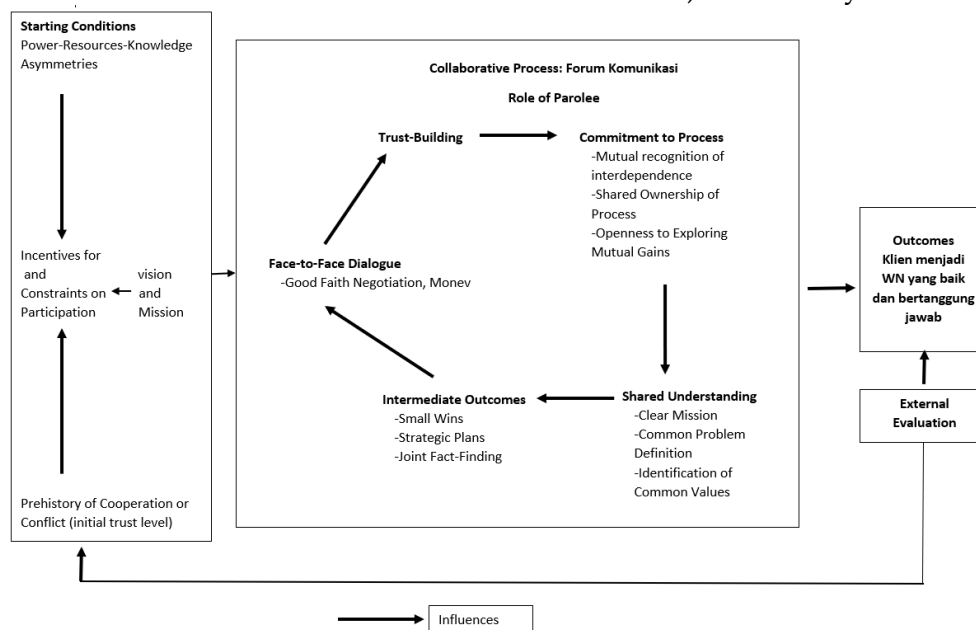 Starting Conditions
Power-Resources-Knowledge
Asymmetries
Incentives for
and
Constraints on
Participation
vision
and
Mission
Prehistory of Cooperation or
Conflict (initial trust level)
Collaborative Process: Forum Komunikasi
Role of Parolee
Trust-Building
Commitment to Process
-Mutual recognition of
interdependence
-Shared Ownership of
Process
-Openness to Exploring
Mutual Gains
Face-to-Face Dialogue
-Good Faith Negotiation, Monev
Intermediate Outcomes
-Small Wins
-Strategic Plans
-Joint Fact-Finding
Shared Understanding
-Clear Mission
-Common Problem
Definition
-Identification of
Common Values
Outcomes
Klien menjadi
WN yang baik
dan bertanggung
jawab
External
Evaluation
Influences